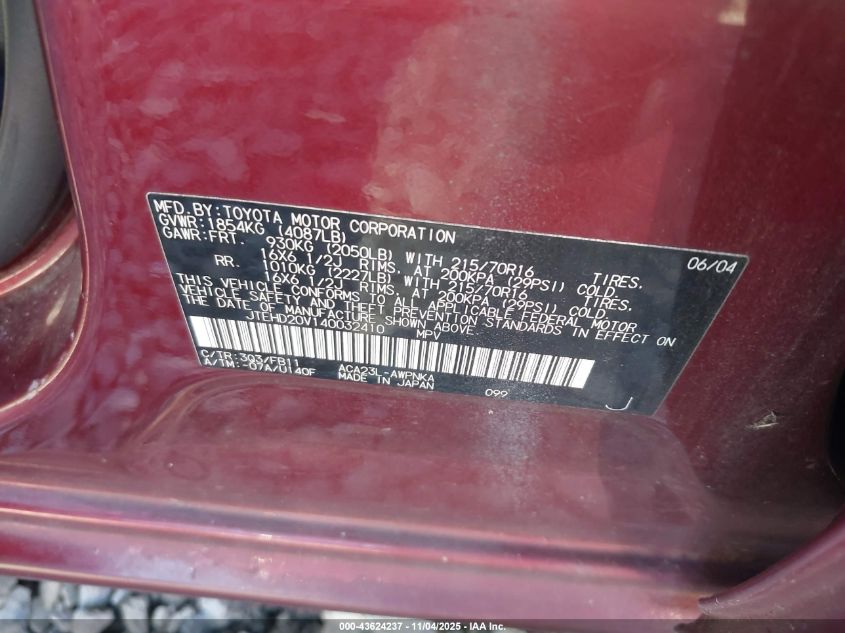 MFD.BY:TOYOTA MOTOR CORPORATION 06/04
GVWR:1854KG (4087LB)
GAWR:FRT. 930KG (2050LB) WITH 215/70R16 TIRES.
16X6 1/2J RIMS. AT 200KPA (29PSI) COLD.
RR. 1010KG (2227LB) WITH 215/70R16 TIRES.
16X6 1/2J RIMS. AT 200KPA (29PSI) COLD.
THIS VEHICLE CONFORMS TO ALL APPLICABLE FEDERAL MOTOR
VEHICLE SAFETY AND THEFT PREVENTION STANDARDS IN EFFECT ON
THE DATE OF MANUFACTURE SHOWN ABOVE.
JTEHD20V140032410 MPV
C/TR:3Q3/FB11 ACA23L-AWPNKA
A/TM:-07A/U140F MADE IN JAPAN 099 J
000-43624237 - 11/04/2025 - IAA Inc.